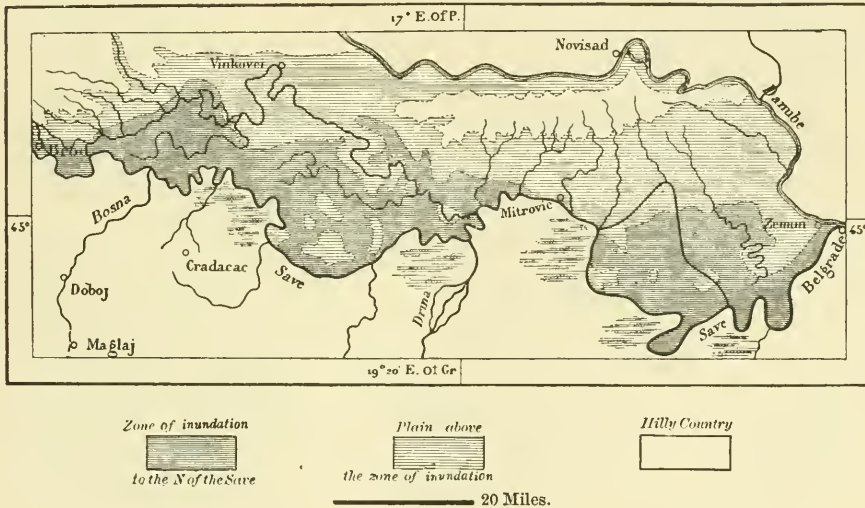 17° E. Of P.
Novisad
Vinkovci
Danube
Brod
Bosna
45°
Mitrovic
Zemun
45°
Cradacac
Save
Drina
Belgrade
Doboj
Save
Maglaj
19° 20' E. Of Gr
Zone of inundation
to the N of the Save
Plain above
the zone of inundation
Hilly Country
20 Miles.